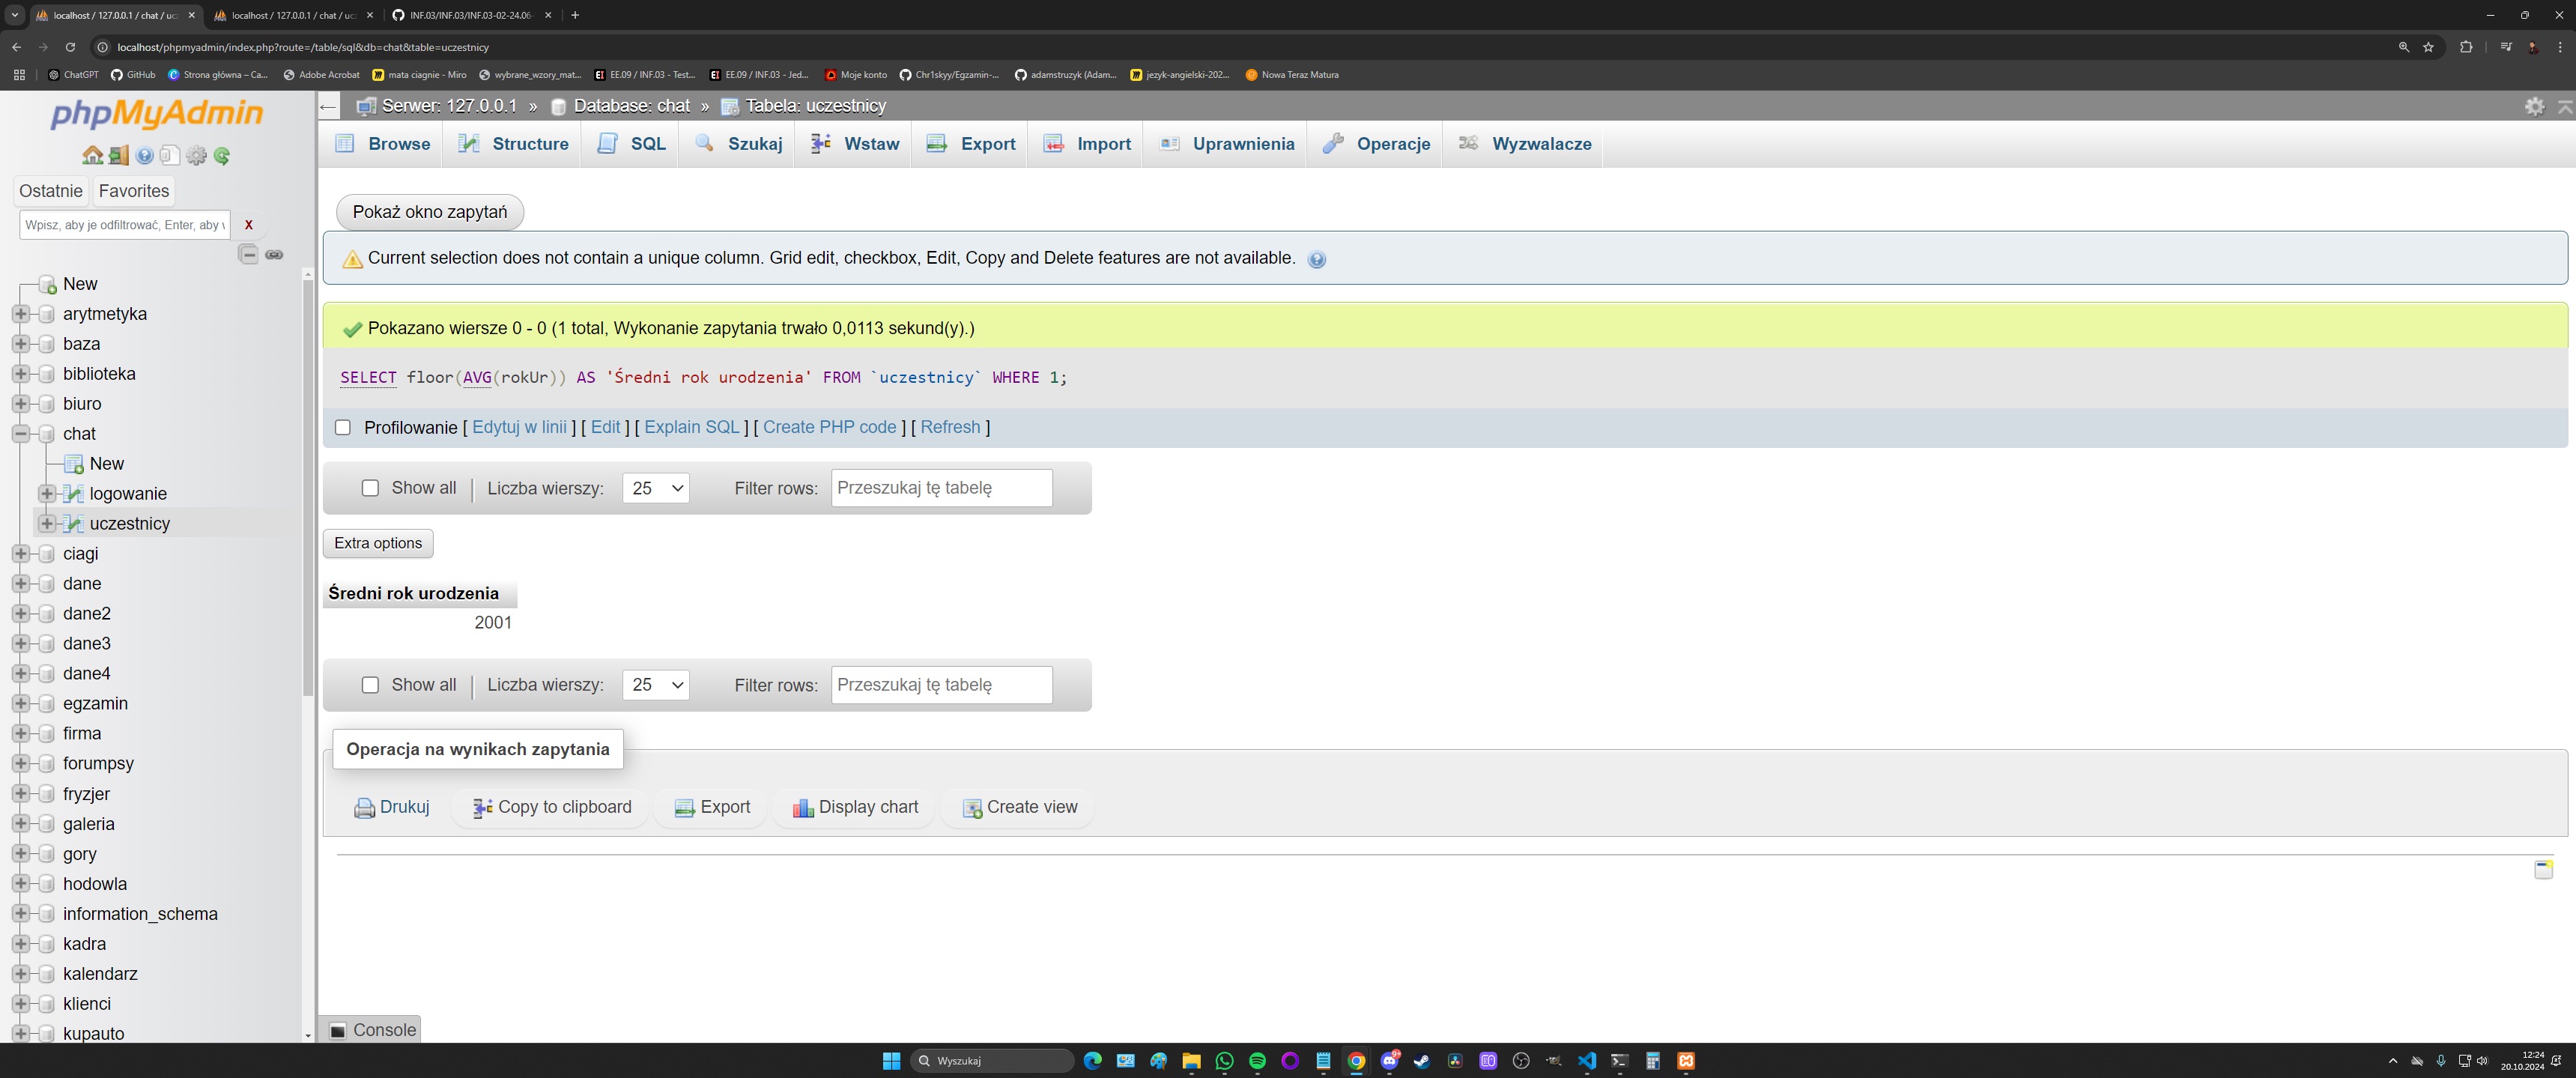 localhost / 127.0.0.1 / chat / uc
localhost / 127.0.0.1 / chat / uc
INF.03/INF.03/INF.03-02-24.06-
localhost/phpmyadmin/index.php?route=/table/sql&db=chat&table=uczestnicy
ChatGPT
GitHub
Strona główna – Ca...
Adobe Acrobat
mata ciagnie - Miro
wybrane_wzory_mat...
EE.09 / INF.03 - Test...
EE.09 / INF.03 - Jed...
Moje konto
Chr1skyy/Egzamin-...
adamstruzyk (Adam...
jezyk-angielski-202...
Nowa Teraz Matura
phpMyAdmin
Ostatnie
Favorites
Wpisz, aby je odfiltrować, Enter, aby
X
New
arytmetyka
baza
biblioteka
biuro
chat
New
logowanie
uczestnicy
ciagi
dane
dane2
dane3
dane4
egzamin
firma
forumpsy
fryzjer
galeria
gory
hodowla
information_schema
kadra
kalendarz
klienci
kupauto
Serwer: 127.0.0.1 » Database: chat » Tabela: uczestnicy
Browse
Structure
SQL
Szukaj
Wstaw
Export
Import
Uprawnienia
Operacje
Wyzwalacze
Pokaż okno zapytań
Current selection does not contain a unique column. Grid edit, checkbox, Edit, Copy and Delete features are not available.
Pokazano wiersze 0 - 0 (1 total, Wykonanie zapytania trwało 0,0113 sekund(y).)
SELECT floor(AVG(rokUr)) AS 'Średni rok urodzenia' FROM `uczestnicy` WHERE 1;
Profilowanie [ Edytuj w linii ] [ Edit ] [ Explain SQL ] [ Create PHP code ] [ Refresh ]
Show all
Liczba wierszy: 25
Filter rows: Przeszukaj tę tabelę
Extra options
Średni rok urodzenia
2001
Show all
Liczba wierszy: 25
Filter rows: Przeszukaj tę tabelę
Operacja na wynikach zapytania
Drukuj
Copy to clipboard
Export
Display chart
Create view
Console
Wyszukaj
12:24
20.10.2024